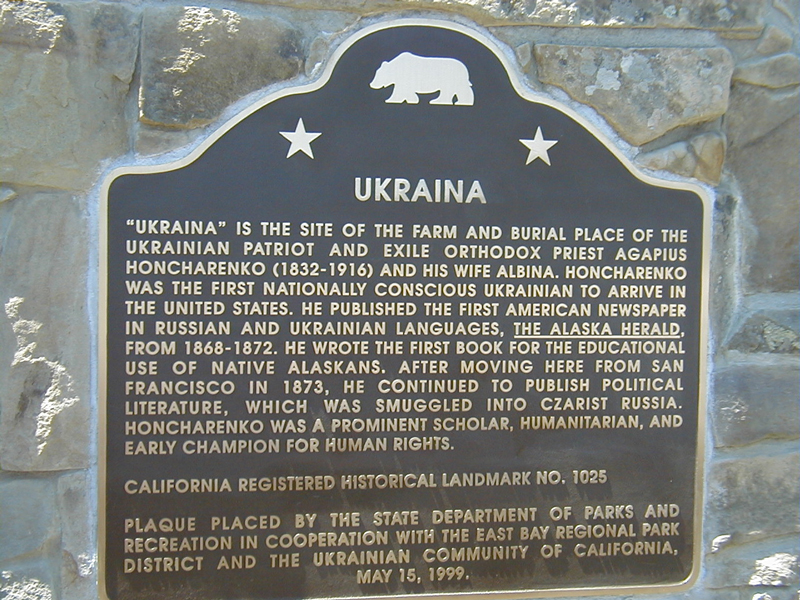 UKRAINA
"UKRAINA" IS THE SITE OF THE FARM AND BURIAL PLACE OF THE
UKRAINIAN PATRIOT AND EXILE ORTHODOX PRIEST AGAPIUS
HONCHARENKO (1832-1916) AND HIS WIFE ALBINA. HONCHARENKO
WAS THE FIRST NATIONALLY CONSCIOUS UKRAINIAN TO ARRIVE IN
THE UNITED STATES. HE PUBLISHED THE FIRST AMERICAN NEWSPAPER
IN RUSSIAN AND UKRAINIAN LANGUAGES, THE ALASKA HERALD,
FROM 1868-1872. HE WROTE THE FIRST BOOK FOR THE EDUCATIONAL
USE OF NATIVE ALASKANS. AFTER MOVING HERE FROM SAN
FRANCISCO IN 1873, HE CONTINUED TO PUBLISH POLITICAL
LITERATURE, WHICH WAS SMUGGLED INTO CZARIST RUSSIA.
HONCHARENKO WAS A PROMINENT SCHOLAR, HUMANITARIAN, AND
EARLY CHAMPION FOR HUMAN RIGHTS.
CALIFORNIA REGISTERED HISTORICAL LANDMARK NO. 1025
PLAQUE PLACED BY THE STATE DEPARTMENT OF PARKS AND
RECREATION IN COOPERATION WITH THE EAST BAY REGIONAL PARK
DISTRICT AND THE UKRAINIAN COMMUNITY OF CALIFORNIA,
MAY 15, 1999.